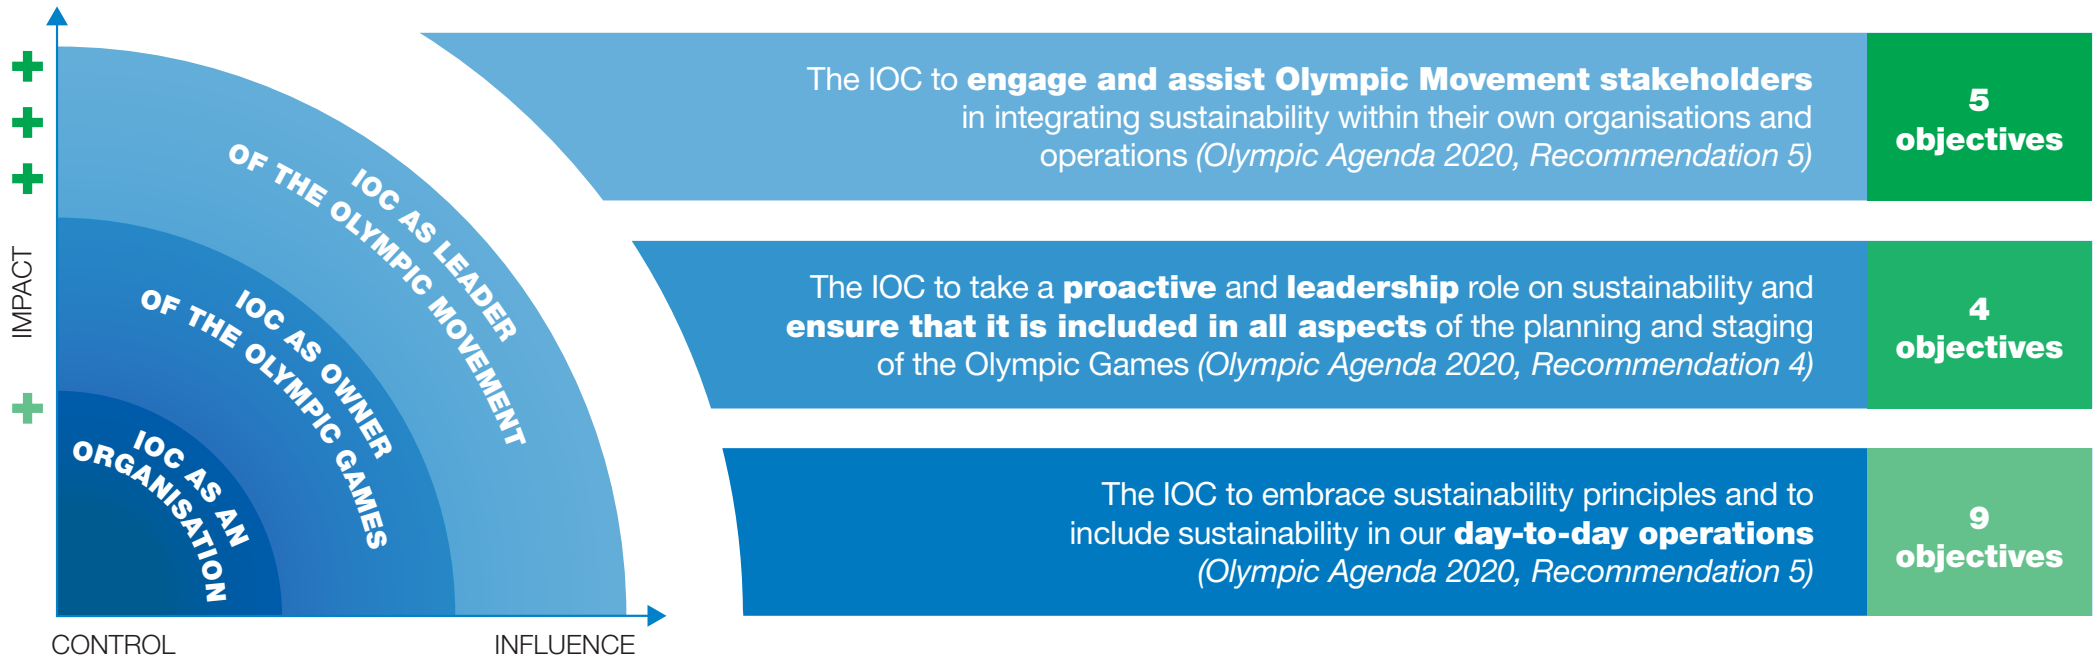 IMPACT
CONTROL
INFLUENCE
IOC AS LEADER
OF THE OLYMPIC MOVEMENT
IOC AS OWNER
OF THE OLYMPIC GAMES
IOC AS AN
ORGANISATION
The IOC to engage and assist Olympic Movement stakeholders
in integrating sustainability within their own organisations and
operations (Olympic Agenda 2020, Recommendation 5)
5
objectives
The IOC to take a proactive and leadership role on sustainability and
ensure that it is included in all aspects of the planning and staging
of the Olympic Games (Olympic Agenda 2020, Recommendation 4)
4
objectives
The IOC to embrace sustainability principles and to
include sustainability in our day-to-day operations
(Olympic Agenda 2020, Recommendation 5)
9
objectives